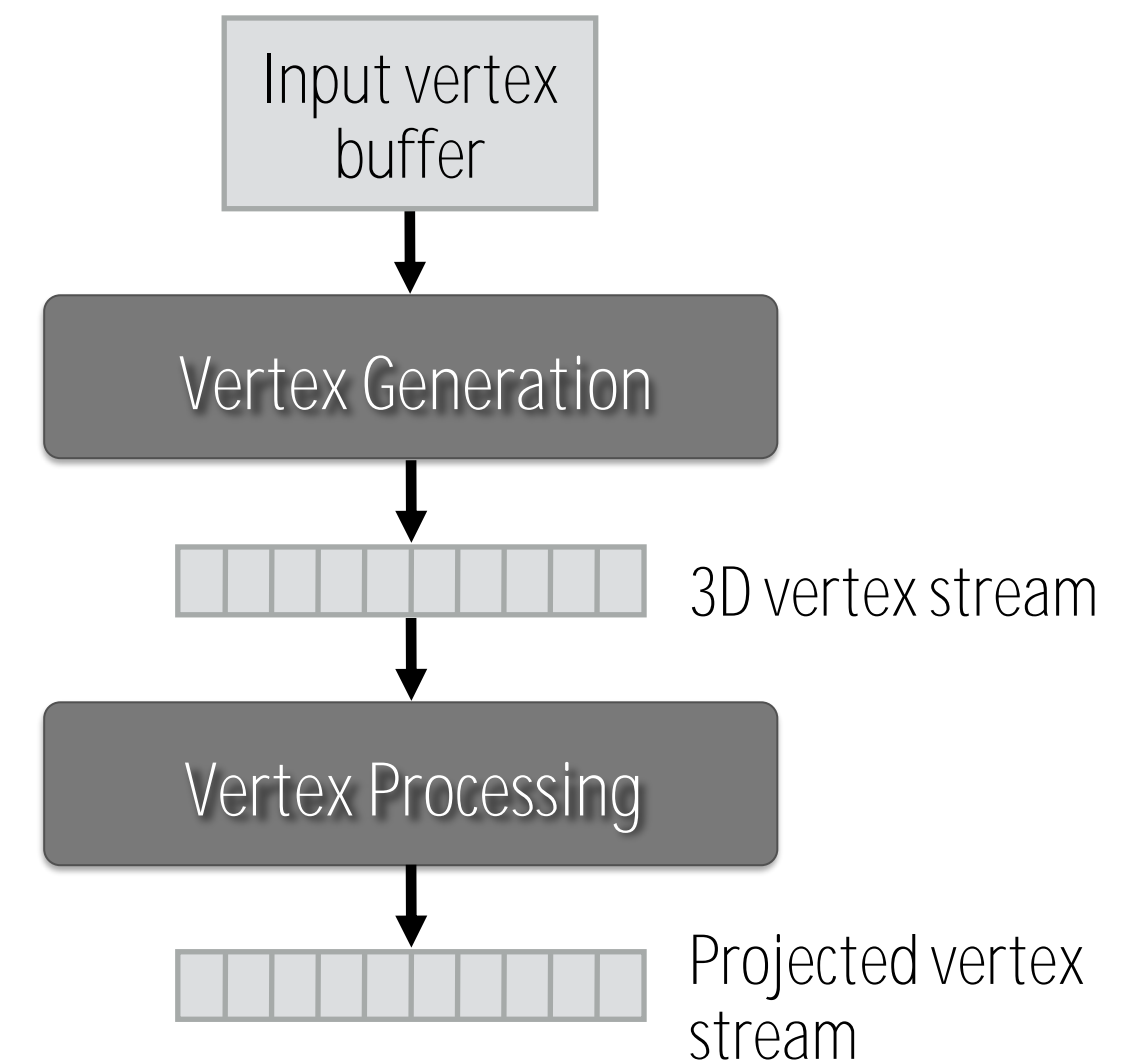 Input vertex
buffer
Vertex Generation
3D vertex stream
Vertex Processing
Projected vertex
stream